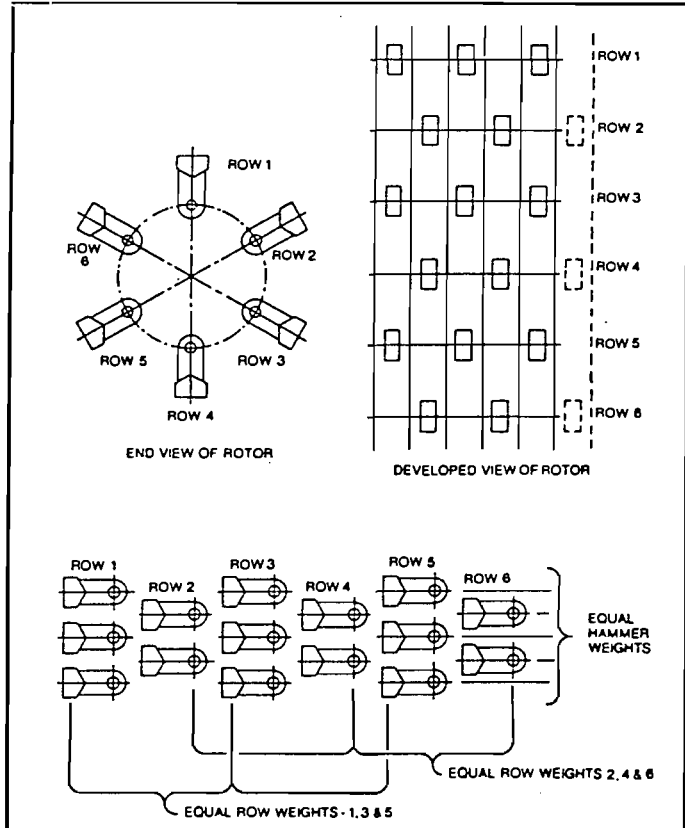 ROW 1
ROW 2
ROW 3
ROW 4
ROW 5
ROW 6
END VIEW OF ROTOR
ROW 1
ROW 2
ROW 3
ROW 4
ROW 5
ROW 6
DEVELOPED VIEW OF ROTOR
ROW 1
ROW 2
ROW 3
ROW 4
ROW 5
ROW 6
EQUAL
HAMMER
WEIGHTS
EQUAL ROW WEIGHTS 2, 4 & 6
EQUAL ROW WEIGHTS - 1, 3 & 5